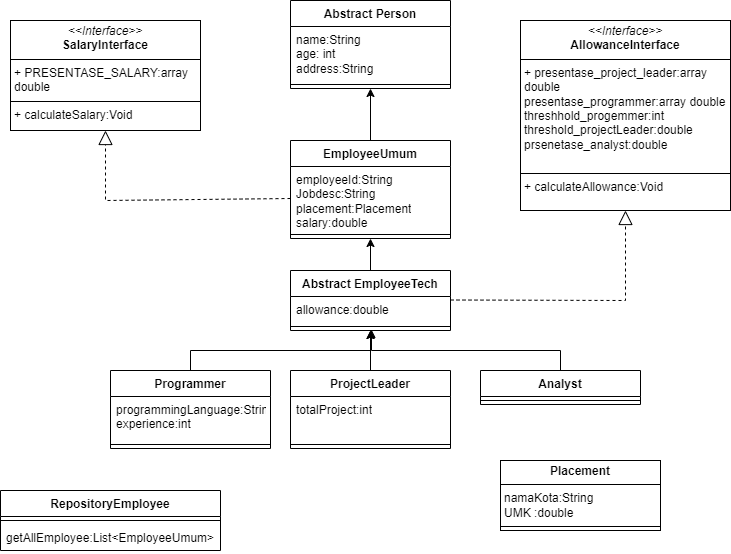 Abstract Person
name:String
age: int
address:String
<<Interface>>
SalaryInterface
+ PRESENTASE_SALARY:array
double
+ calculateSalary:Void
<<Interface>>
AllowanceInterface
+ presentase_project_leader:array
double
presentase_programmer:array double
threshhold_progemmer:int
threshold_projectLeader:double
prsenetase_analyst:double
+ calculateAllowance:Void
EmployeeUmum
employeeId:String
Jobdesc:String
placement:Placement
salary:double
Abstract EmployeeTech
allowance:double
Programmer
programmingLanguage:Strin
experience:int
ProjectLeader
totalProject:int
Analyst
Placement
namaKota:String
UMK :double
RepositoryEmployee
getAllEmployee:List<EmployeeUmum>